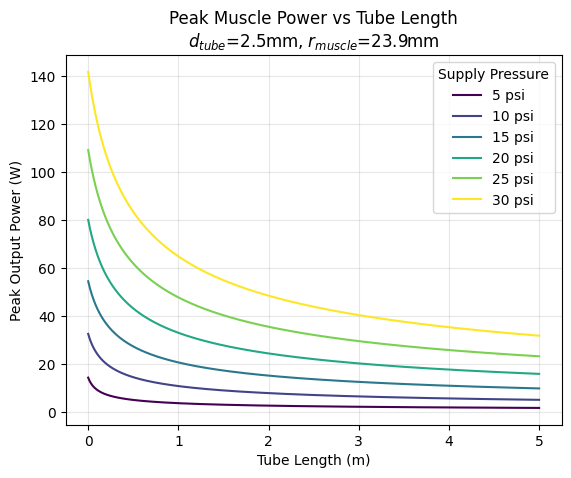 Peak Muscle Power vs Tube Length
d_tube=2.5mm, r_muscle=23.9mm
Supply Pressure
5 psi
10 psi
15 psi
20 psi
25 psi
30 psi
Peak Output Power (W)
140
120
100
80
60
40
20
0
0 1 2 3 4 5
Tube Length (m)